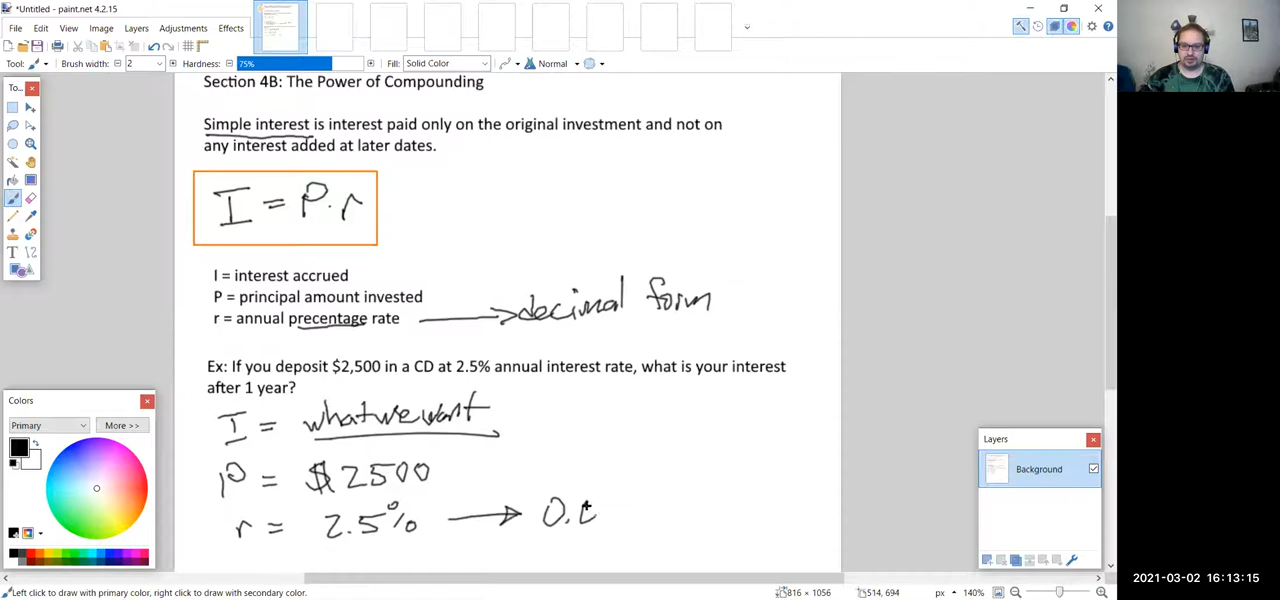 *Untitled - paint.net 4.2.15
File Edit View Image Layers Adjustments Effects
Tool: Brush width: 2 Hardness: 75% Fill: Solid Color Normal
To...
Section 4B: The Power of Compounding
Simple interest is interest paid only on the original investment and not on
any interest added at later dates.
I = P · r
I = interest accrued
P = principal amount invested
r = annual precentage rate → decimal form
Ex: If you deposit $2,500 in a CD at 2.5% annual interest rate, what is your interest
after 1 year?
I = what we want
P = $2500
r = 2.5% → 0.0
Colors
Primary More >>
Layers
Background
2021-03-02 16:13:15
Left click to draw with primary color, right click to draw with secondary color.
816 × 1056
514, 694
px
140%